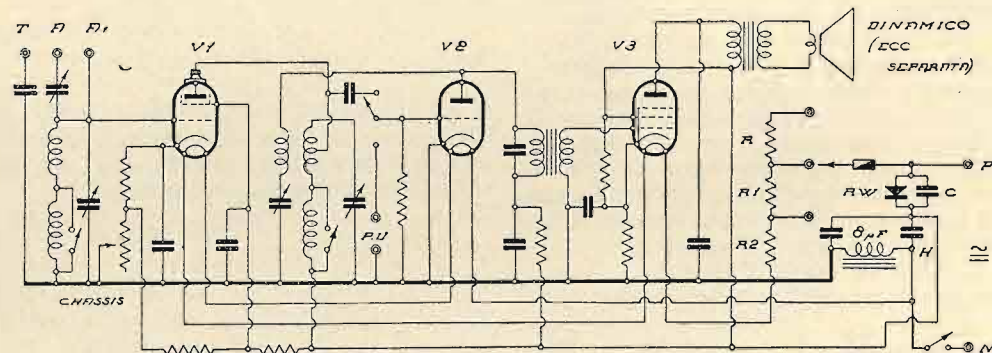 T A A1
V1
V2
V3
DINAMICO
(ECC
SEPARATA)
R
R1
R2
RW
C
P
8µF
H
≅
P.U
CHASSIS
N